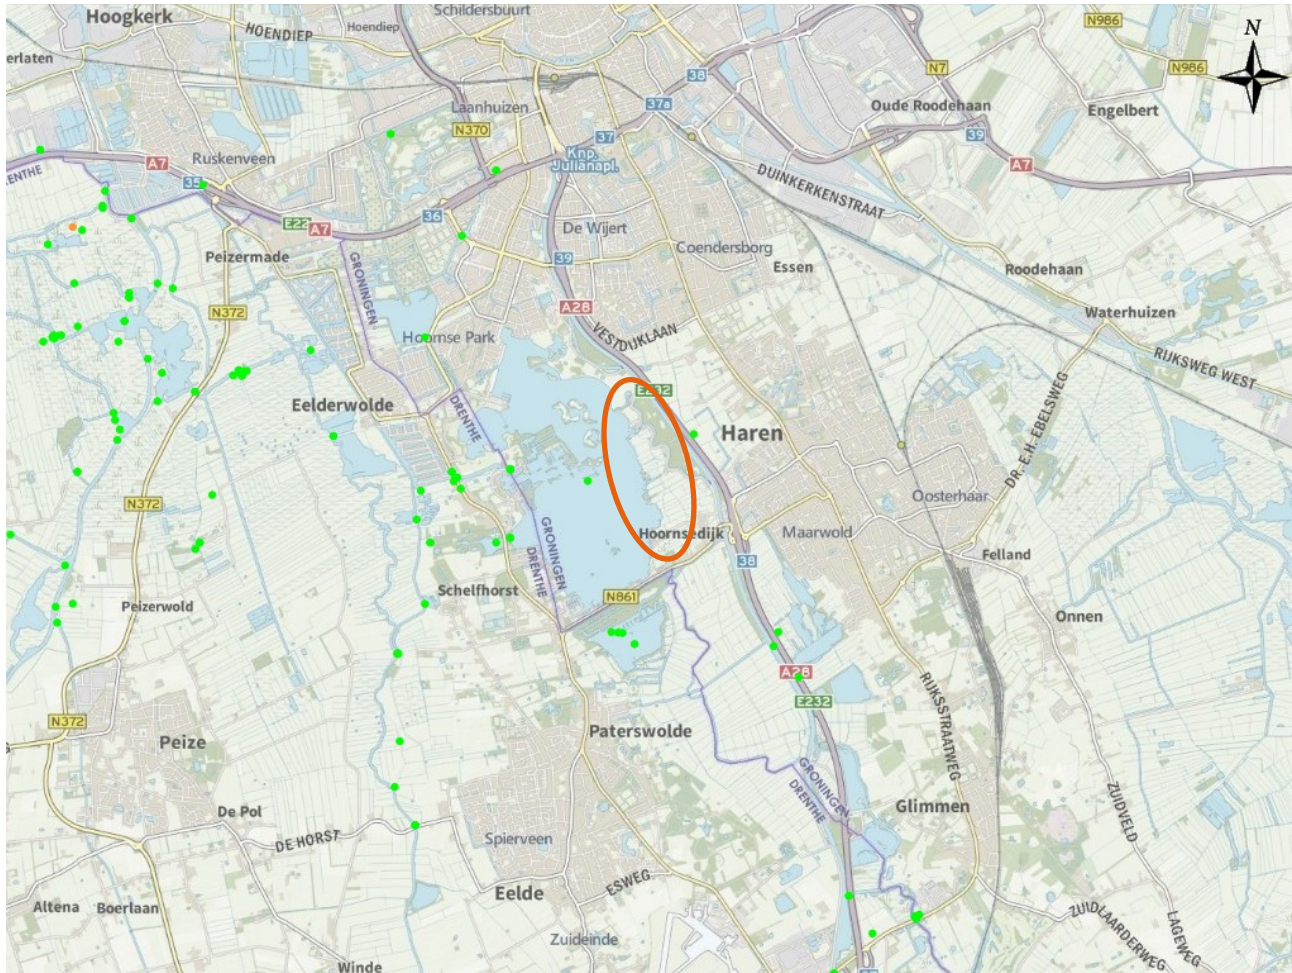 Hoogkerk
HOENDIEP
Hoendiep
Schildersbuurt
N986
N
erlaten
N7
N986
38
37a
Laanhuizen
N370
Oude Roodehaan
Engelbert
37
39
Knp.
Julianapl.
A7
Ruskenveen
A7
DRENTHE
35
DUINKERKENSTRAAT
E22
A7
36
De Wijert
Coendersborg
Peizermade
39
Essen
Roodehaan
GRONINGEN
A28
N372
Waterhuizen
Hoornse Park
VESTDIJKLAAN
RIJKSWEG WEST
E232
DRENTHE
Eelderwolde
Haren
DR. E.H. EBELSWEG
Oosterhaar
N372
GRONINGEN
DRENTHE
Hoornsedijk
Maarwold
Felland
38
Schelfhorst
N861
Peizerwold
Onnen
A28
E232
RIJKSSTRAATWEG
N372
Peize
Paterswolde
GRONINGEN
DRENTHE
Glimmen
ZUIDVELD
De Pol
DE HORST
Spierveen
Eelde
ESWEG
Altena
Boerlaan
ZUIDLAARDERWEG
LAGEWEG
Zuideinde
Winde